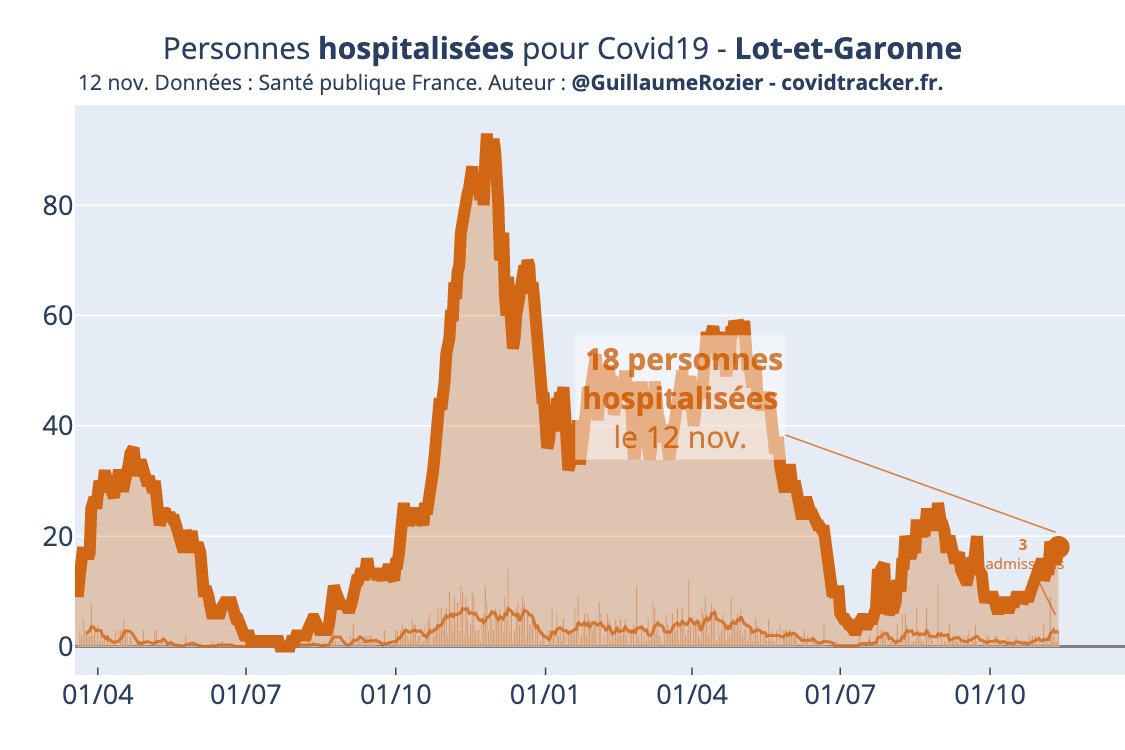 Personnes hospitalisées pour Covid19 - Lot-et-Garonne
12 nov. Données : Santé publique France. Auteur : @GuillaumeRozier - covidtracker.fr.
80
60
40
20
0
18 personnes
hospitalisées
le 12 nov.
3
admissions
01/04
01/07
01/10
01/01
01/04
01/07
01/10